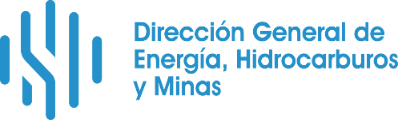 Dirección General de
Energía, Hidrocarburos
y Minas